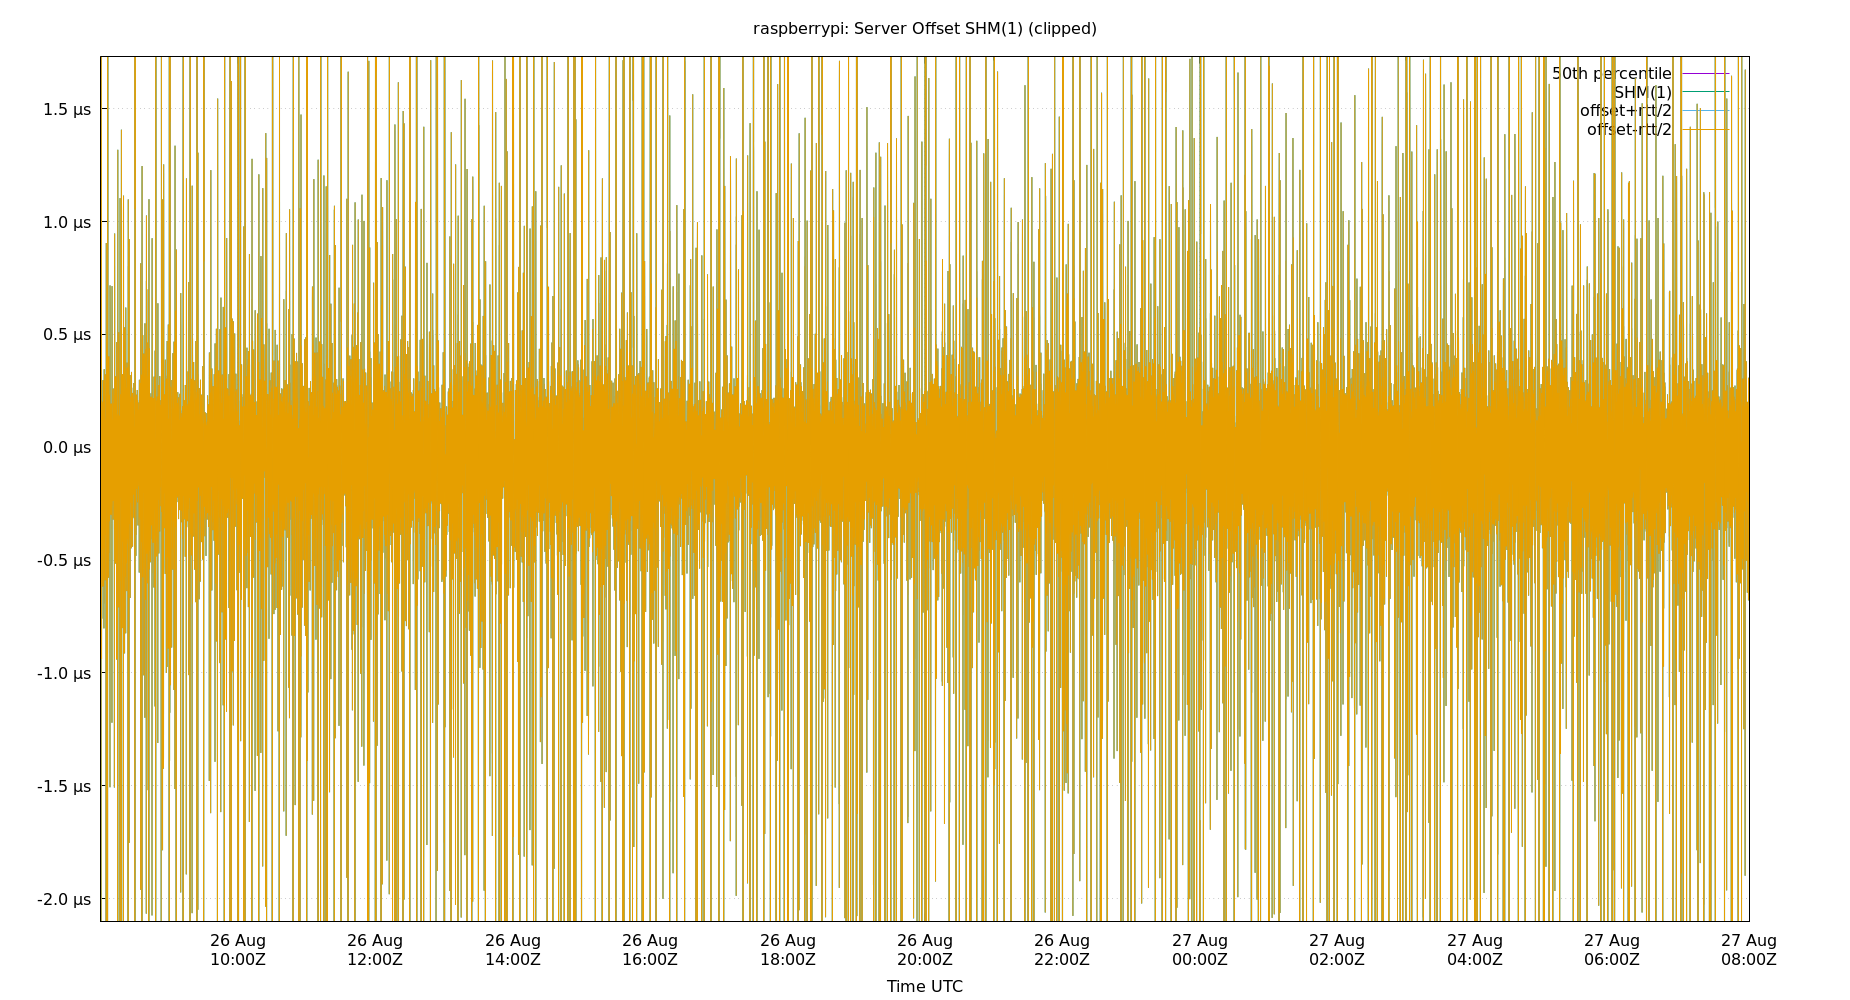 raspberrypi: Server Offset SHM(1) (clipped)
50th percentile
SHM(1)
offset+rtt/2
offset-rtt/2
1.5 µs
1.0 µs
0.5 µs
0.0 µs
-0.5 µs
-1.0 µs
-1.5 µs
-2.0 µs
26 Aug 26 Aug 26 Aug 26 Aug 26 Aug 26 Aug 26 Aug 27 Aug 27 Aug 27 Aug 27 Aug 27 Aug
10:00Z 12:00Z 14:00Z 16:00Z 18:00Z 20:00Z 22:00Z 00:00Z 02:00Z 04:00Z 06:00Z 08:00Z
Time UTC